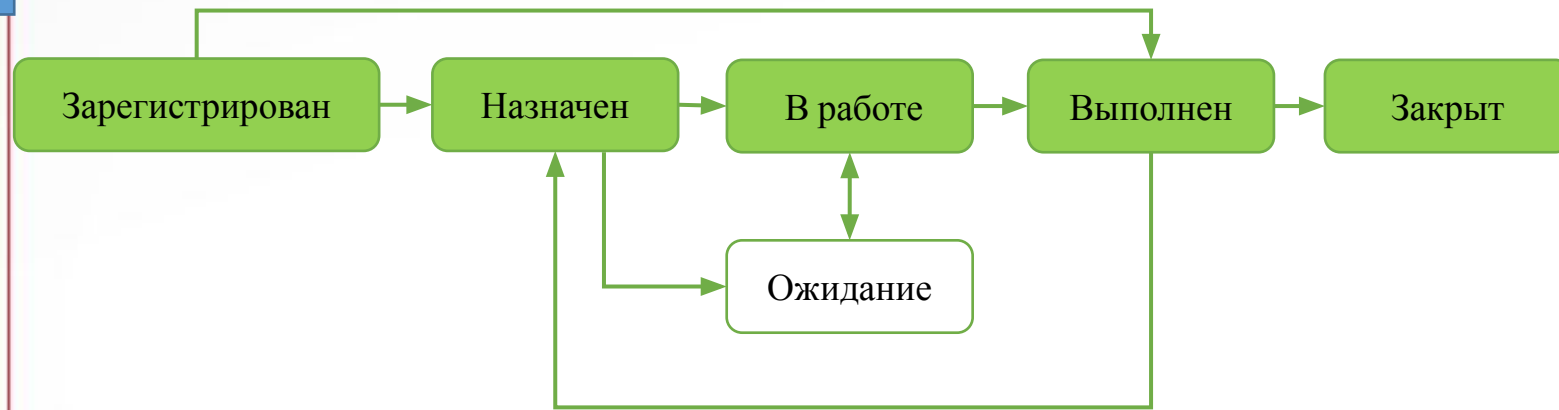 Зарегистрирован
Назначен
В работе
Выполнен
Закрыт
Ожидание